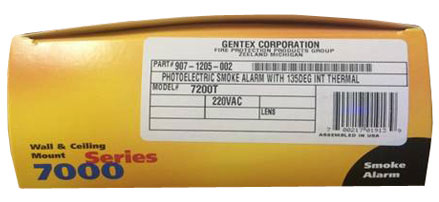 GENTEX CORPORATION
FIRE PROTECTION PRODUCTS GROUP
ZEELAND MICHIGAN
PART# 907-1205-002
PHOTOELECTRIC SMOKE ALARM WITH 135DEG INT THERMAL
MODEL# 7200T
220VAC
LENS
ASSEMBLED IN USA
Wall & Ceiling
Mount Series
7000
Smoke
Alarm